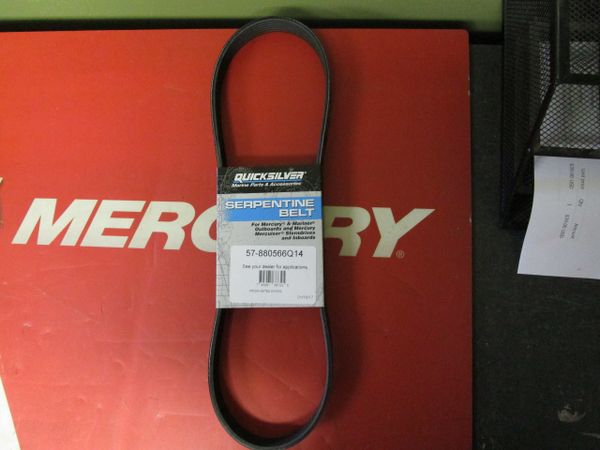 QUICKSILVER
Marine Parts & Accessories
SERPENTINE
BELT
For Mercury & Mariner
Outboards and Mercury
Mercruiser Sterndrives
and Inboards
57-880566Q14
See your dealer for applications.
MERCURY